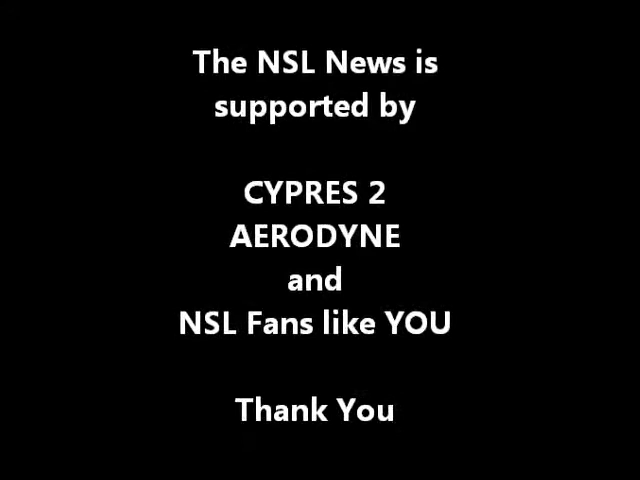 The NSL News is
supported by
CYPRES 2
AERODYNE
and
NSL Fans like YOU
Thank You